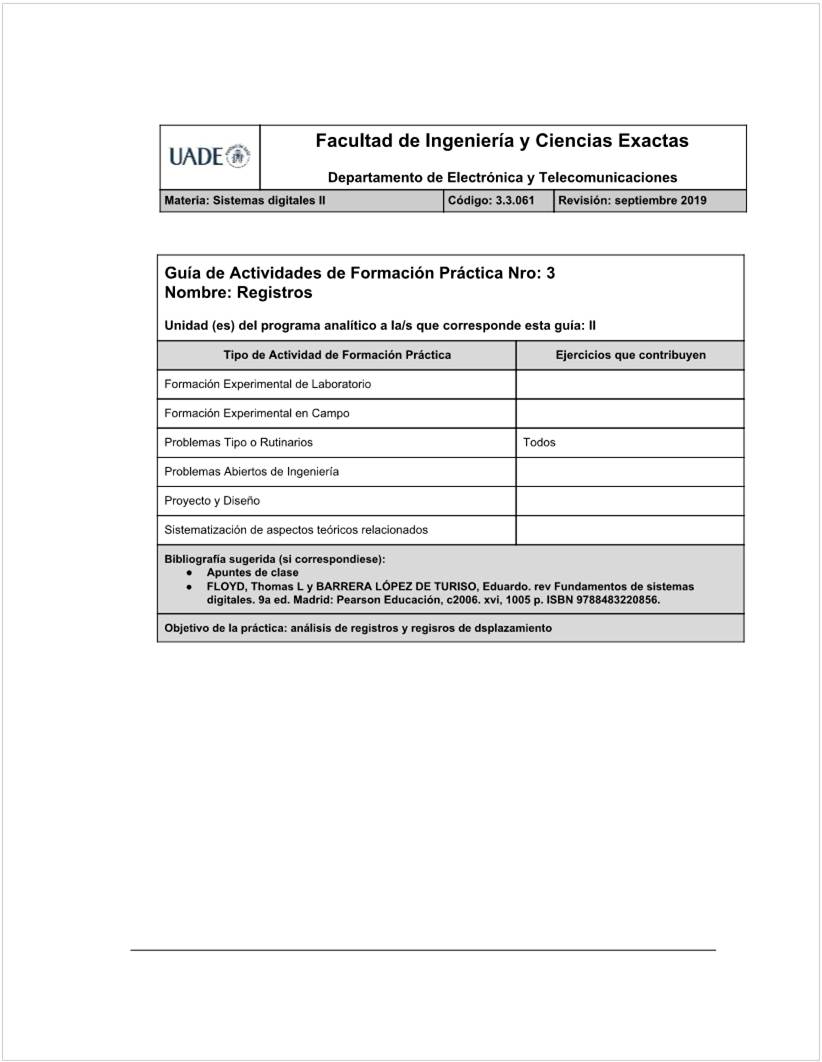 UADE
Facultad de Ingeniería y Ciencias Exactas
Departamento de Electrónica y Telecomunicaciones
Materia: Sistemas digitales II
Código: 3.3.061
Revisión: septiembre 2019
Guía de Actividades de Formación Práctica Nro: 3
Nombre: Registros
Unidad (es) del programa analítico a la/s que corresponde esta guía: II
Tipo de Actividad de Formación Práctica
Ejercicios que contribuyen
Formación Experimental de Laboratorio
Formación Experimental en Campo
Problemas Tipo o Rutinarios
Todos
Problemas Abiertos de Ingeniería
Proyecto y Diseño
Sistematización de aspectos teóricos relacionados
Bibliografía sugerida (si correspondiese):
● Apuntes de clase
● FLOYD, Thomas L y BARRERA LÓPEZ DE TURISO, Eduardo. rev Fundamentos de sistemas
digitales. 9a ed. Madrid: Pearson Educación, c2006. xvi, 1005 p. ISBN 9788483220856.
Objetivo de la práctica: análisis de registros y regisros de dsplazamiento